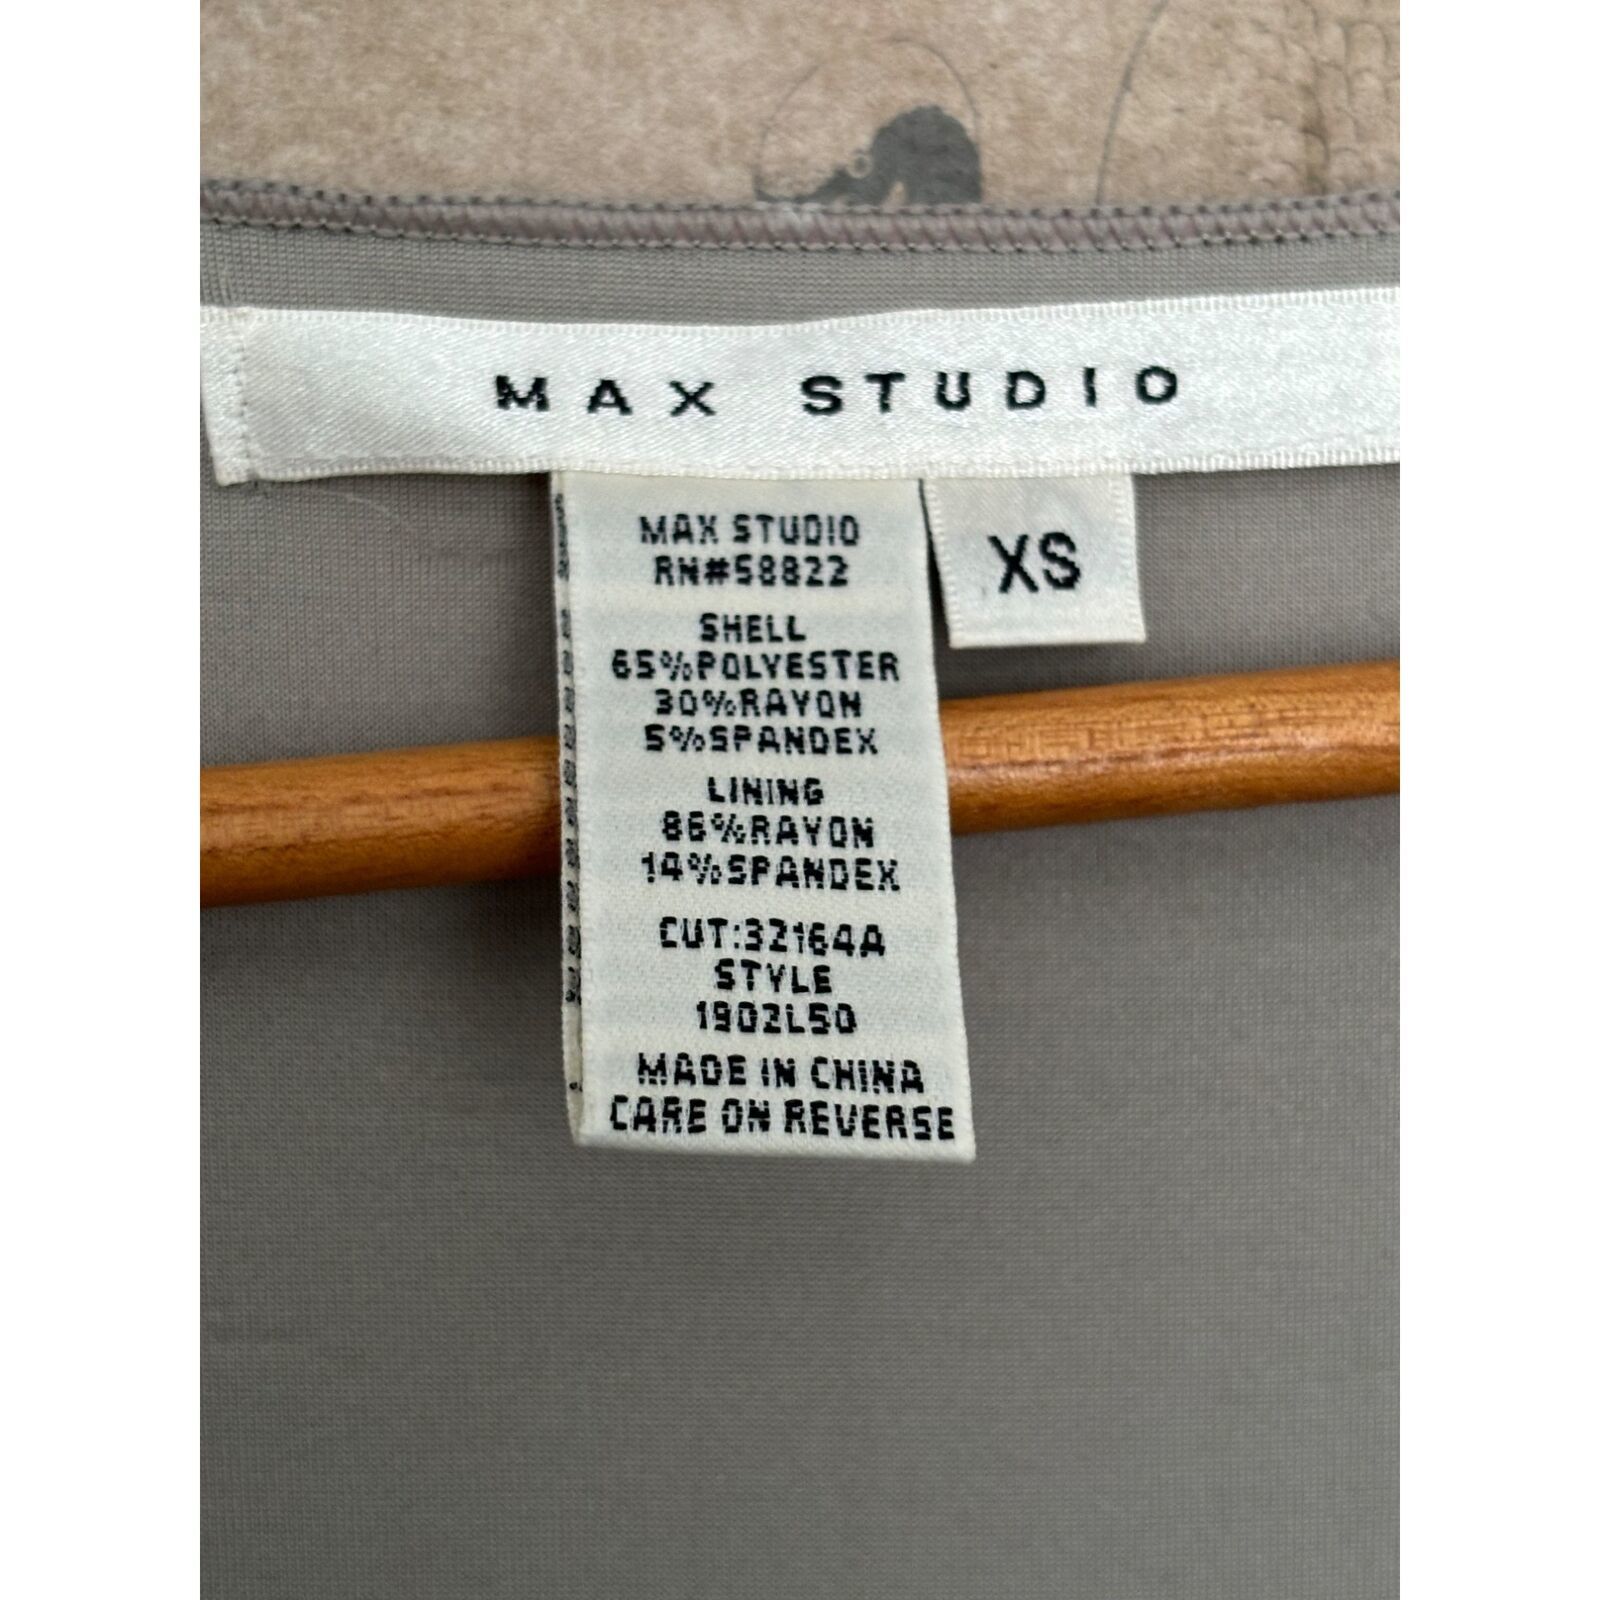 MAX STUDIO
MAX STUDIO
RN#58822
SHELL
65%POLYESTER
30%RAYON
5%SPANDEX
LINING
86%RAYON
14%SPANDEX
CUT:32164A
STYLE
1902L50
MADE IN CHINA
CARE ON REVERSE
XS